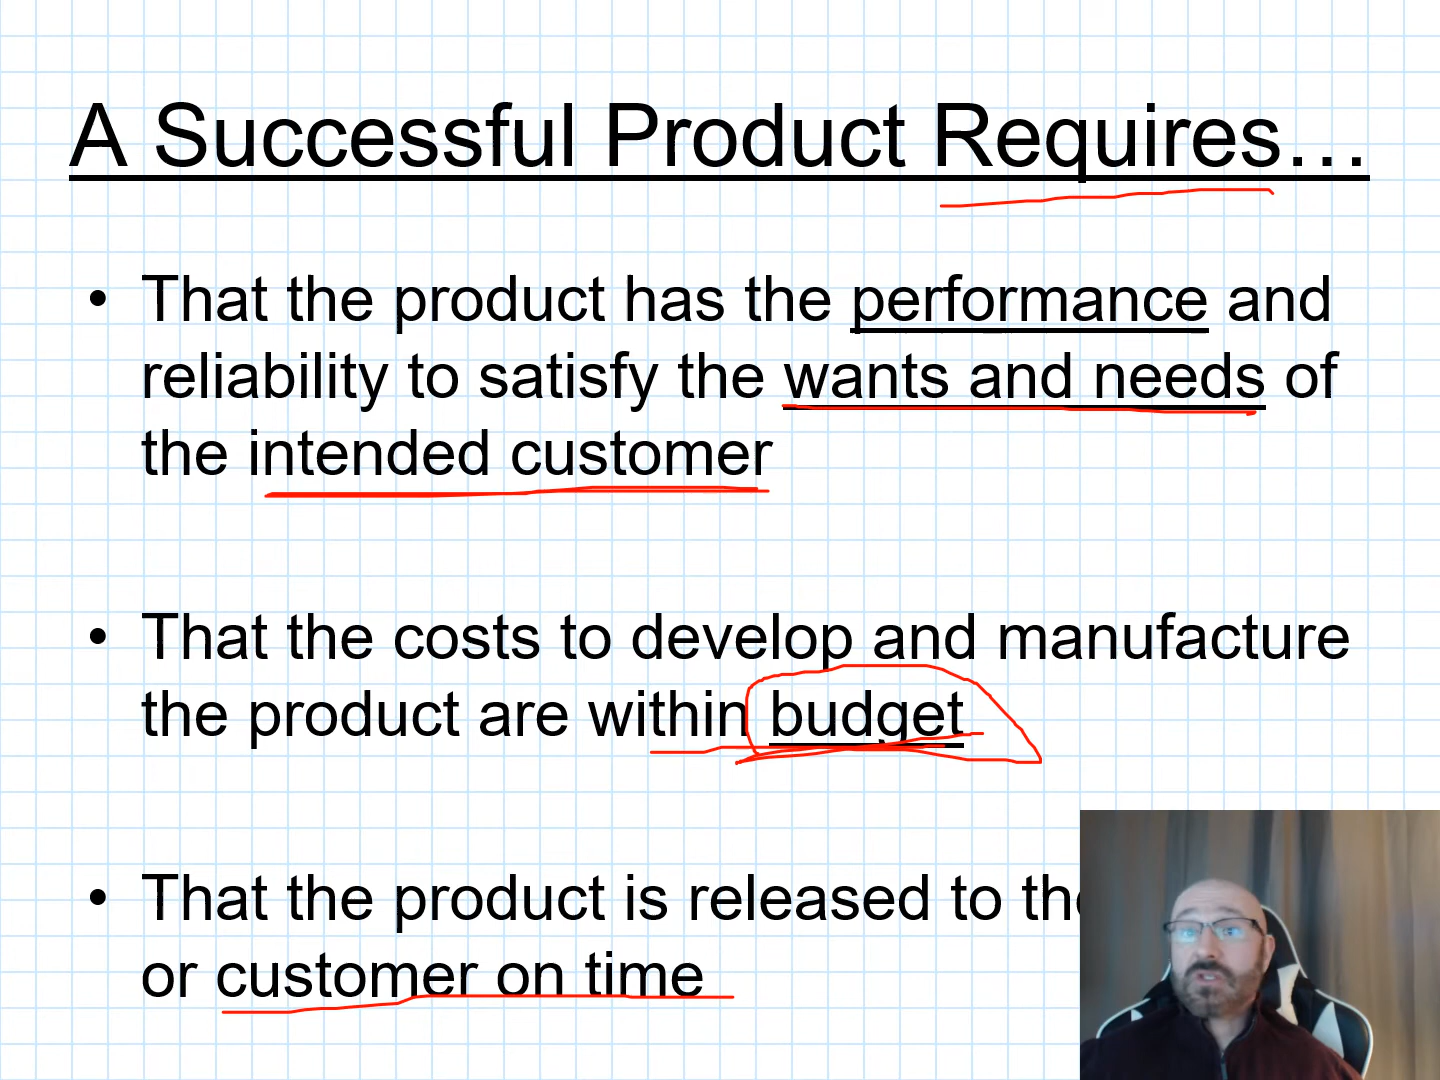 A Successful Product Requires…
• That the product has the performance and
reliability to satisfy the wants and needs of
the intended customer
• That the costs to develop and manufacture
the product are within budget
• That the product is released to
or customer on time